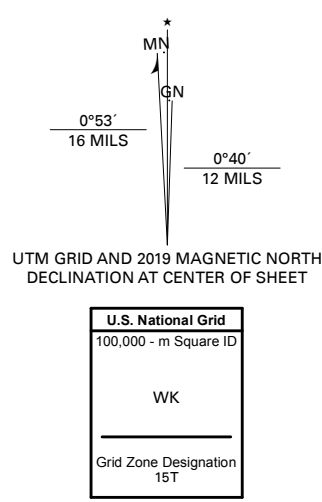 MN
GN
0°53´
16 MILS
0°40´
12 MILS
UTM GRID AND 2019 MAGNETIC NORTH
DECLINATION AT CENTER OF SHEET
U.S. National Grid
100,000 - m Square ID
WK
Grid Zone Designation
15T